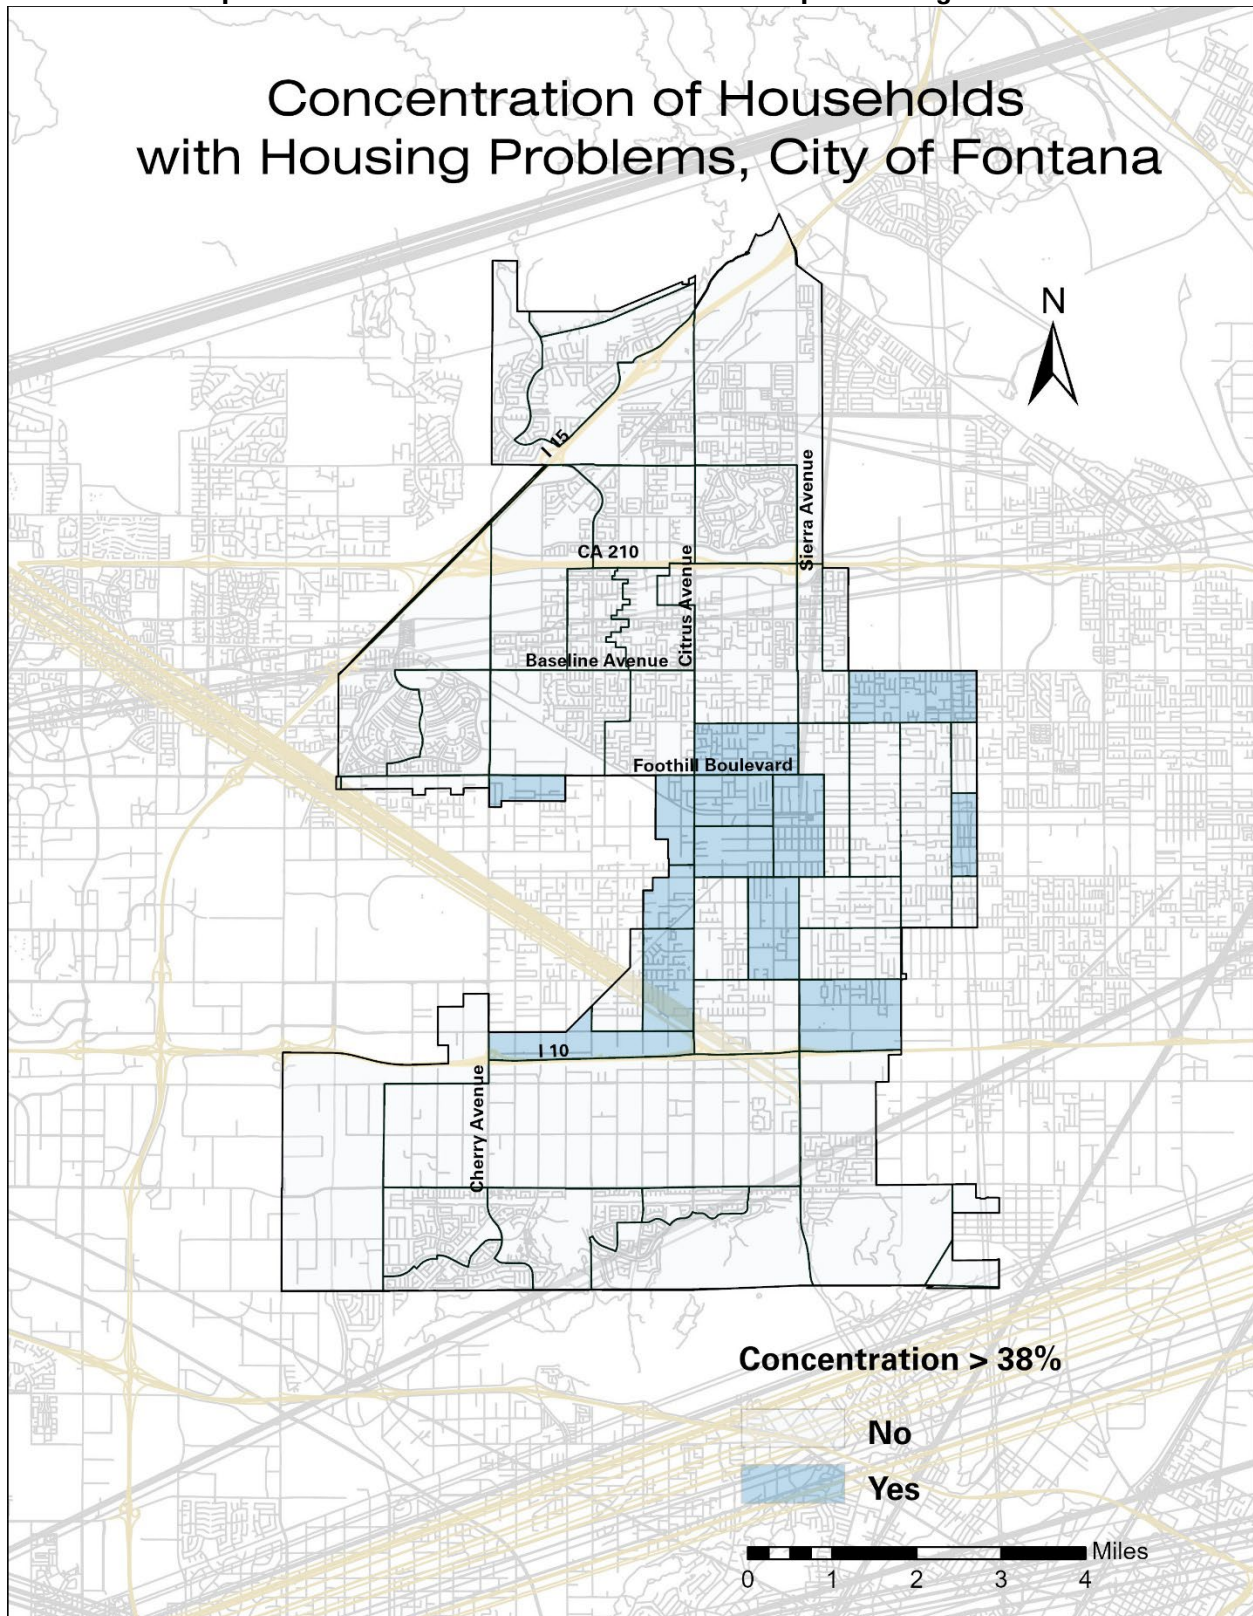 Concentration of Households
with Housing Problems, City of Fontana
N
I 15
Sierra Avenue
CA 210
Citrus Avenue
Baseline Avenue
Foothill Boulevard
I 10
Cherry Avenue
Concentration > 38%
No
Yes
Miles
0 1 2 3 4